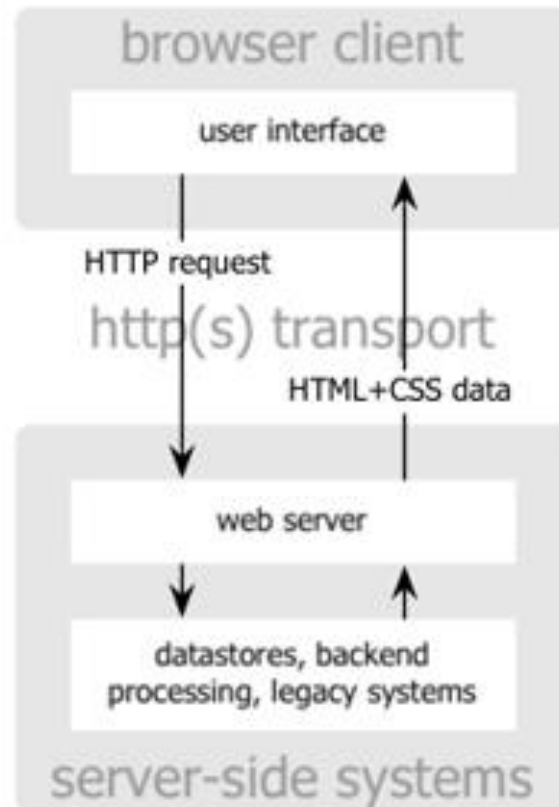 browser client
user interface
HTTP request
http(s) transport
HTML+CSS data
web server
datastores, backend
processing, legacy systems
server-side systems